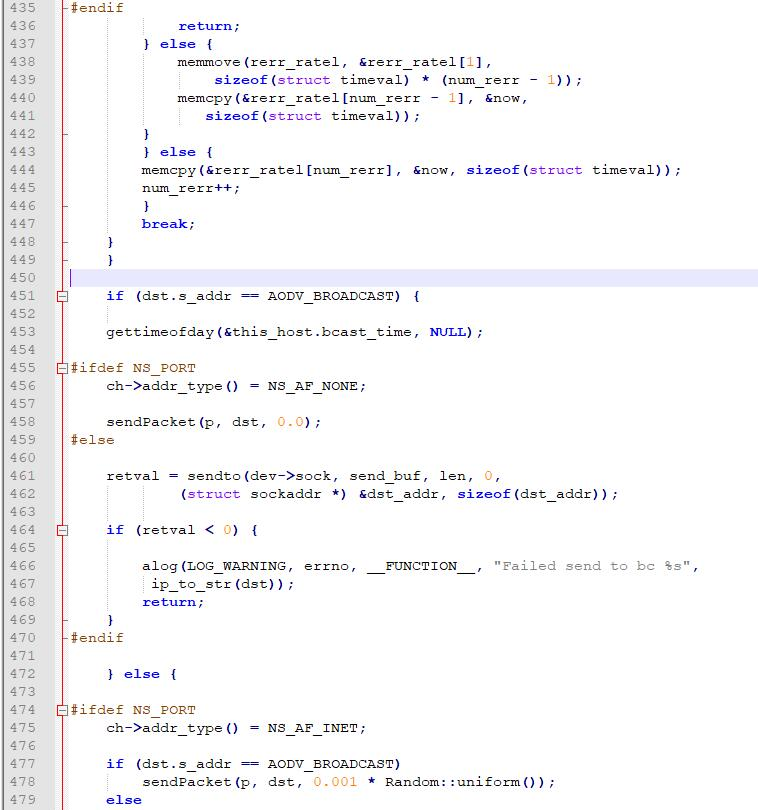 435 #endif
436 return;
437 } else {
438 memmove(rerr_ratel, &rerr_ratel[1],
439 sizeof(struct timeval) * (num_rerr - 1));
440 memcpy(&rerr_ratel[num_rerr - 1], &now,
441 sizeof(struct timeval));
442 }
443 } else {
444 memcpy(&rerr_ratel[num_rerr], &now, sizeof(struct timeval));
445 num_rerr++;
446 }
447 break;
448 }
449 }
450
451 if (dst.s_addr == AODV_BROADCAST) {
452
453 gettimeofday(&this_host.bcast_time, NULL);
454
455 #ifdef NS_PORT
456 ch->addr_type() = NS_AF_NONE;
457
458 sendPacket(p, dst, 0.0);
459 #else
460
461 retval = sendto(dev->sock, send_buf, len, 0,
462 (struct sockaddr *) &dst_addr, sizeof(dst_addr));
463
464 if (retval < 0) {
465
466 alog(LOG_WARNING, errno, __FUNCTION__, "Failed send to bc %s",
467 ip_to_str(dst));
468 return;
469 }
470 #endif
471
472 } else {
473
474 #ifdef NS_PORT
475 ch->addr_type() = NS_AF_INET;
476
477 if (dst.s_addr == AODV_BROADCAST)
478 sendPacket(p, dst, 0.001 * Random::uniform());
479 else